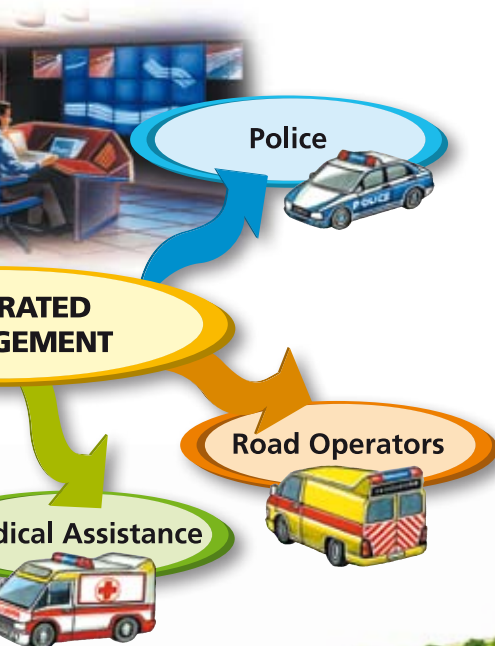 Police
POLICE
RATED
GEMENT
Road Operators
dical Assistance